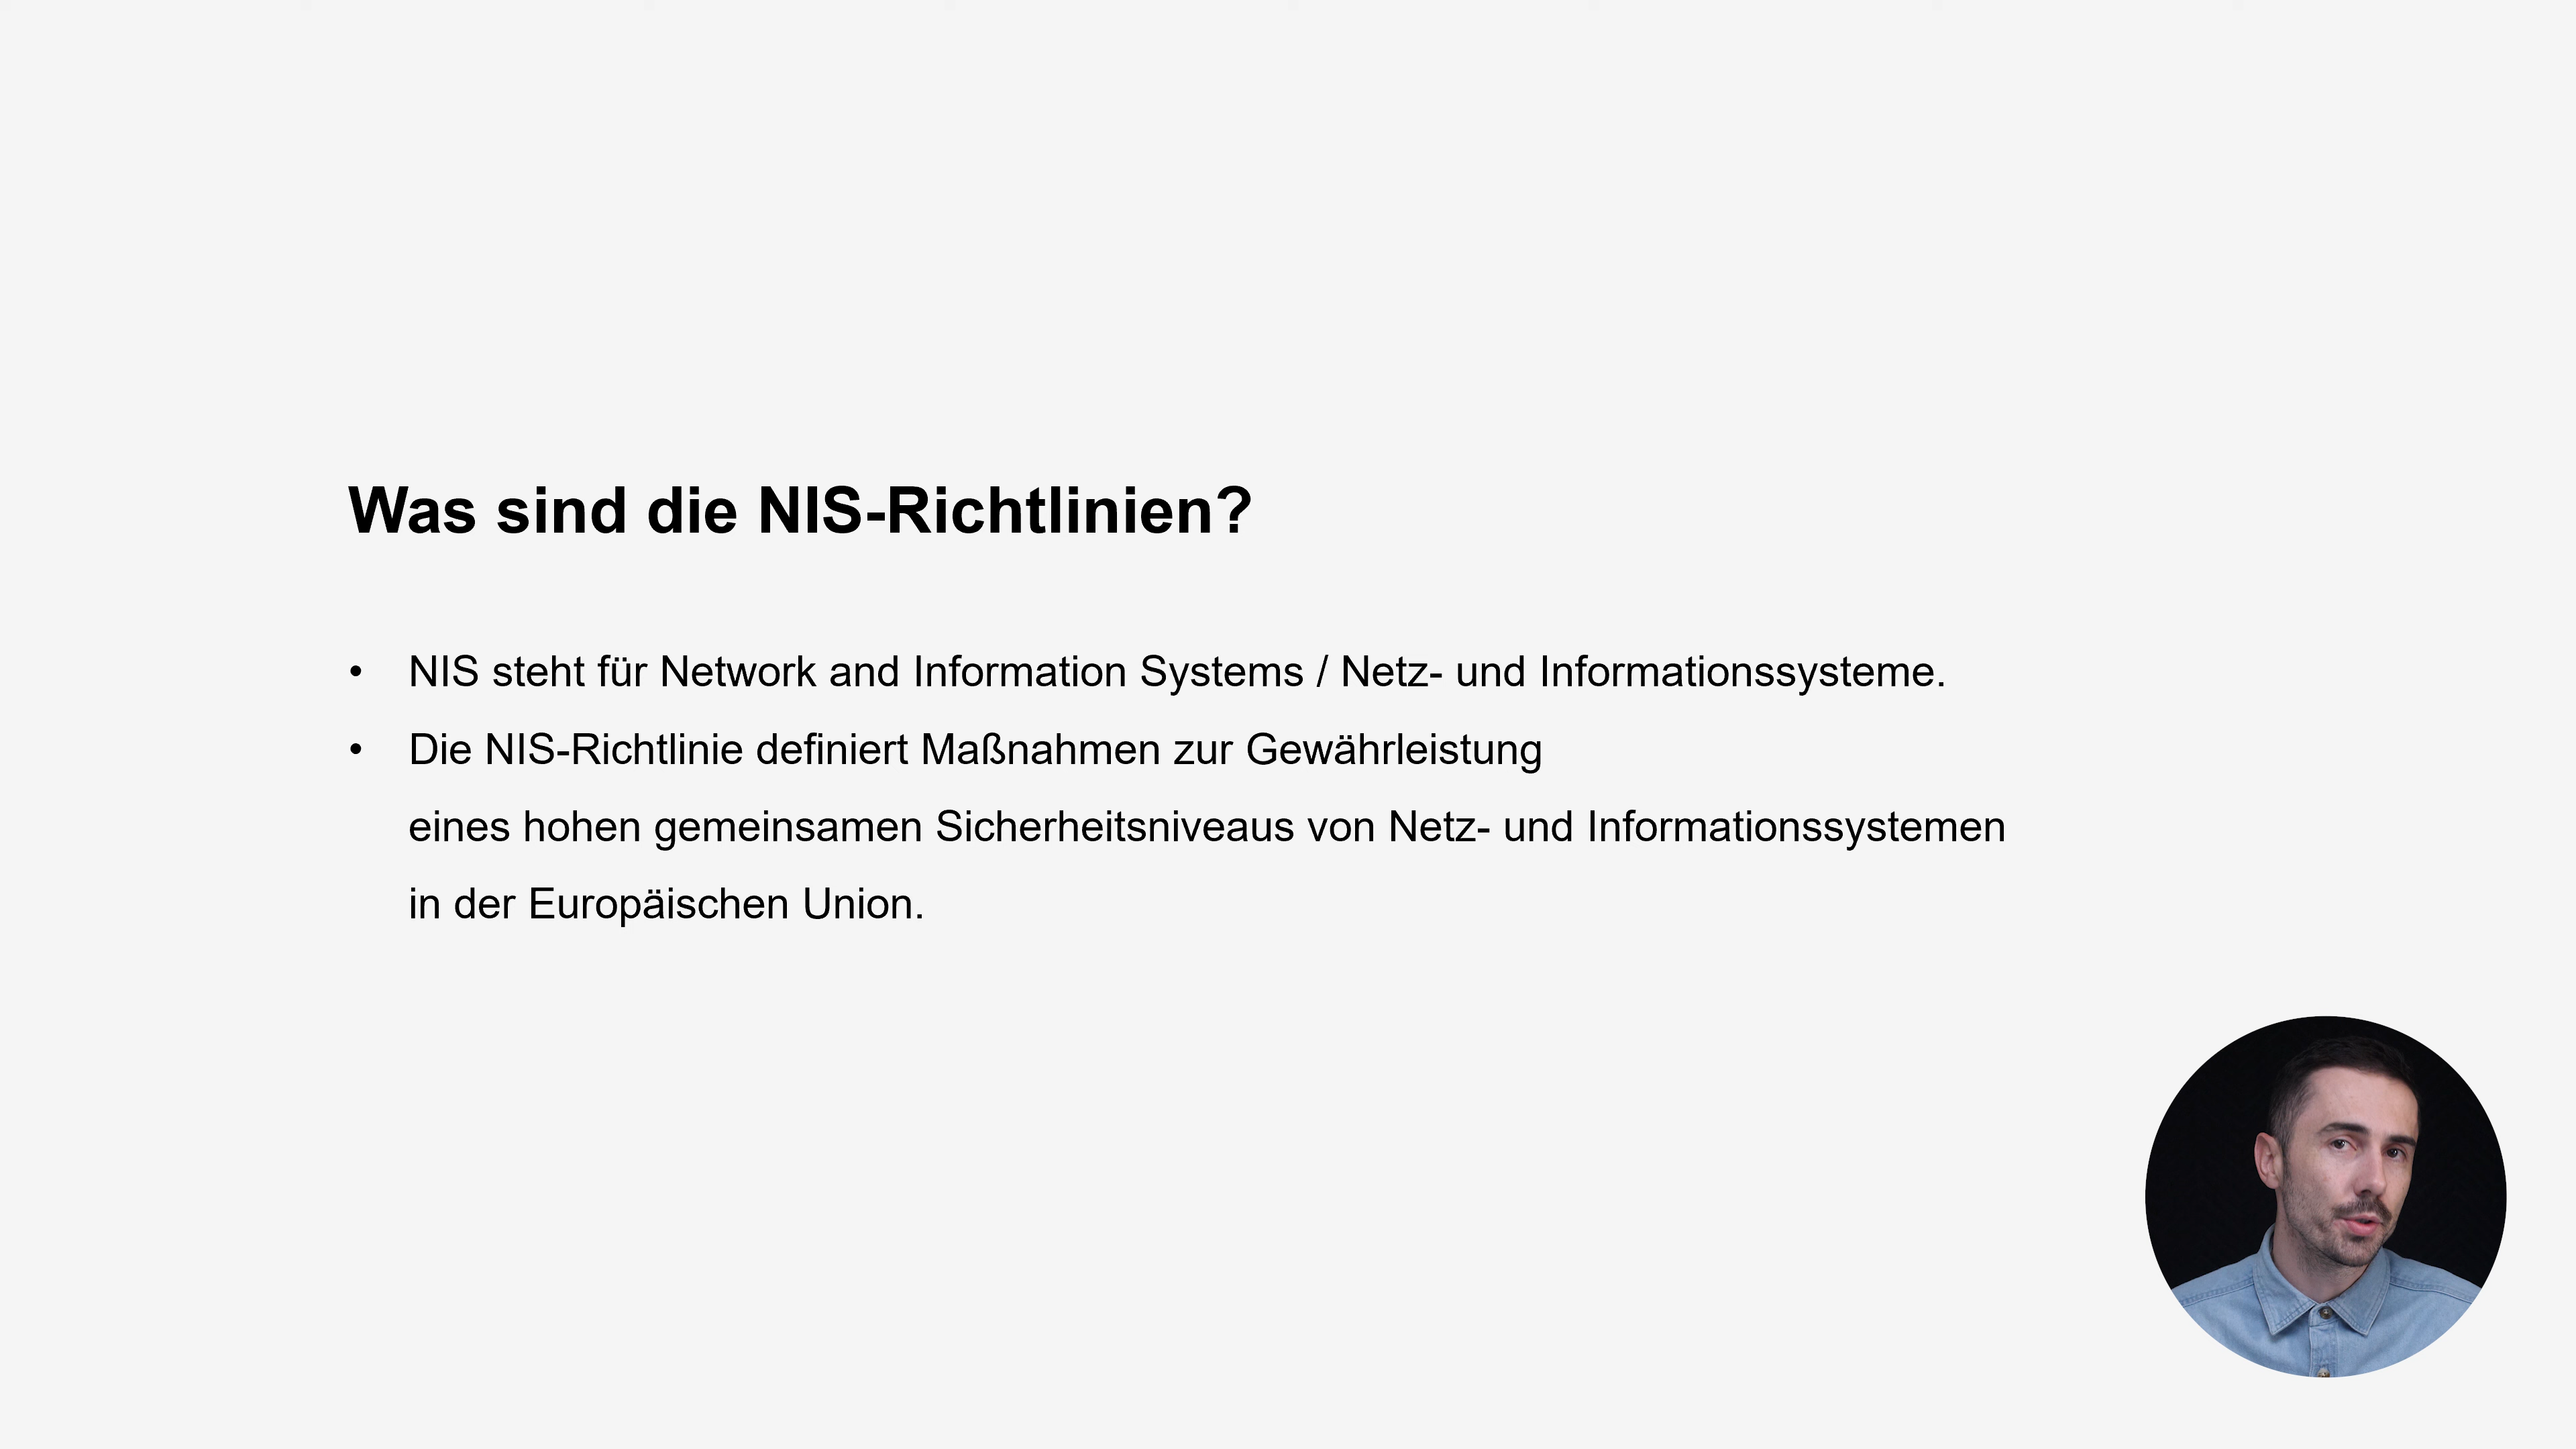 Was sind die NIS-Richtlinien?
• NIS steht für Network and Information Systems / Netz- und Informationssysteme.
• Die NIS-Richtlinie definiert Maßnahmen zur Gewährleistung
eines hohen gemeinsamen Sicherheitsniveaus von Netz- und Informationssystemen
in der Europäischen Union.